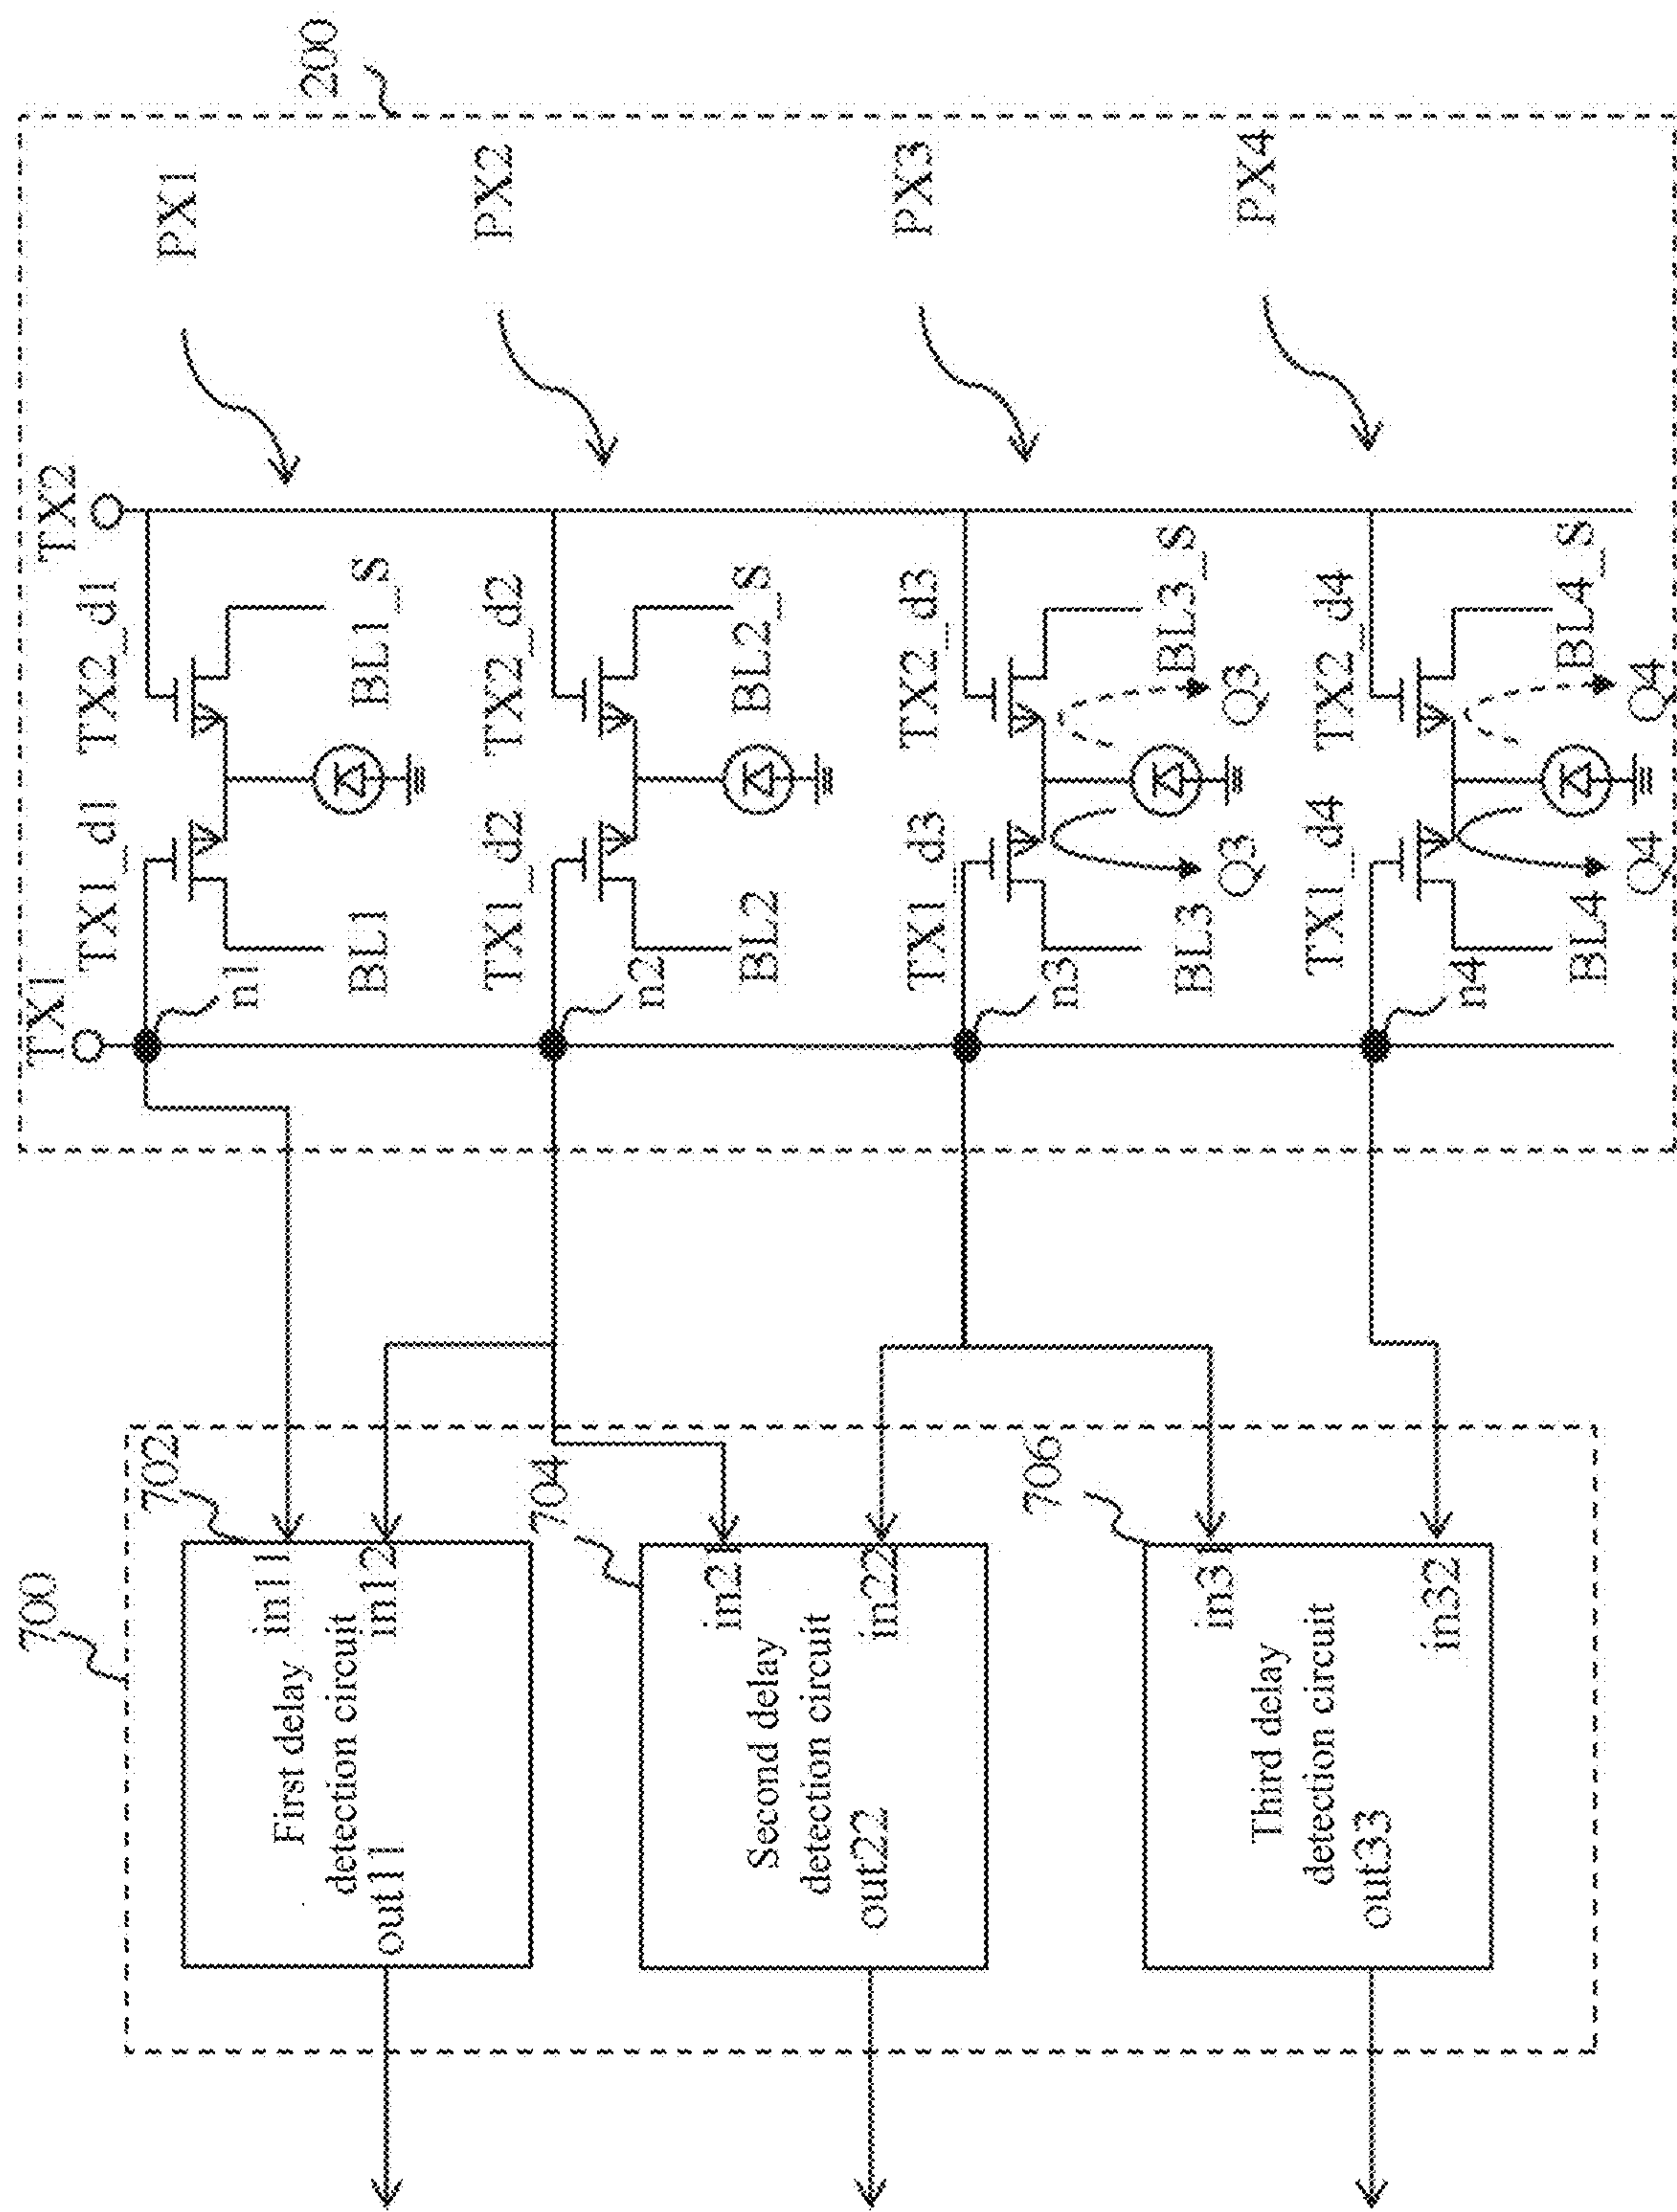 200
PX1
PX2
PX3
PX4
TX2
TX2_d1
BL1_S
TX2_d2
BL2_S
TX2_d3
BL3_S
Q3
TX2_d4
BL4_S
Q4
TX1_d1
BL1
TX1_d2
BL2
TX1_d3
BL3
Q3
TX1_d4
BL4
Q4
TX1
n1
n2
n3
n4
700
702
in11
in12
First delay
detection circuit
out11
704
in21
in22
Second delay
detection circuit
out22
706
in31
in32
Third delay
detection circuit
out33